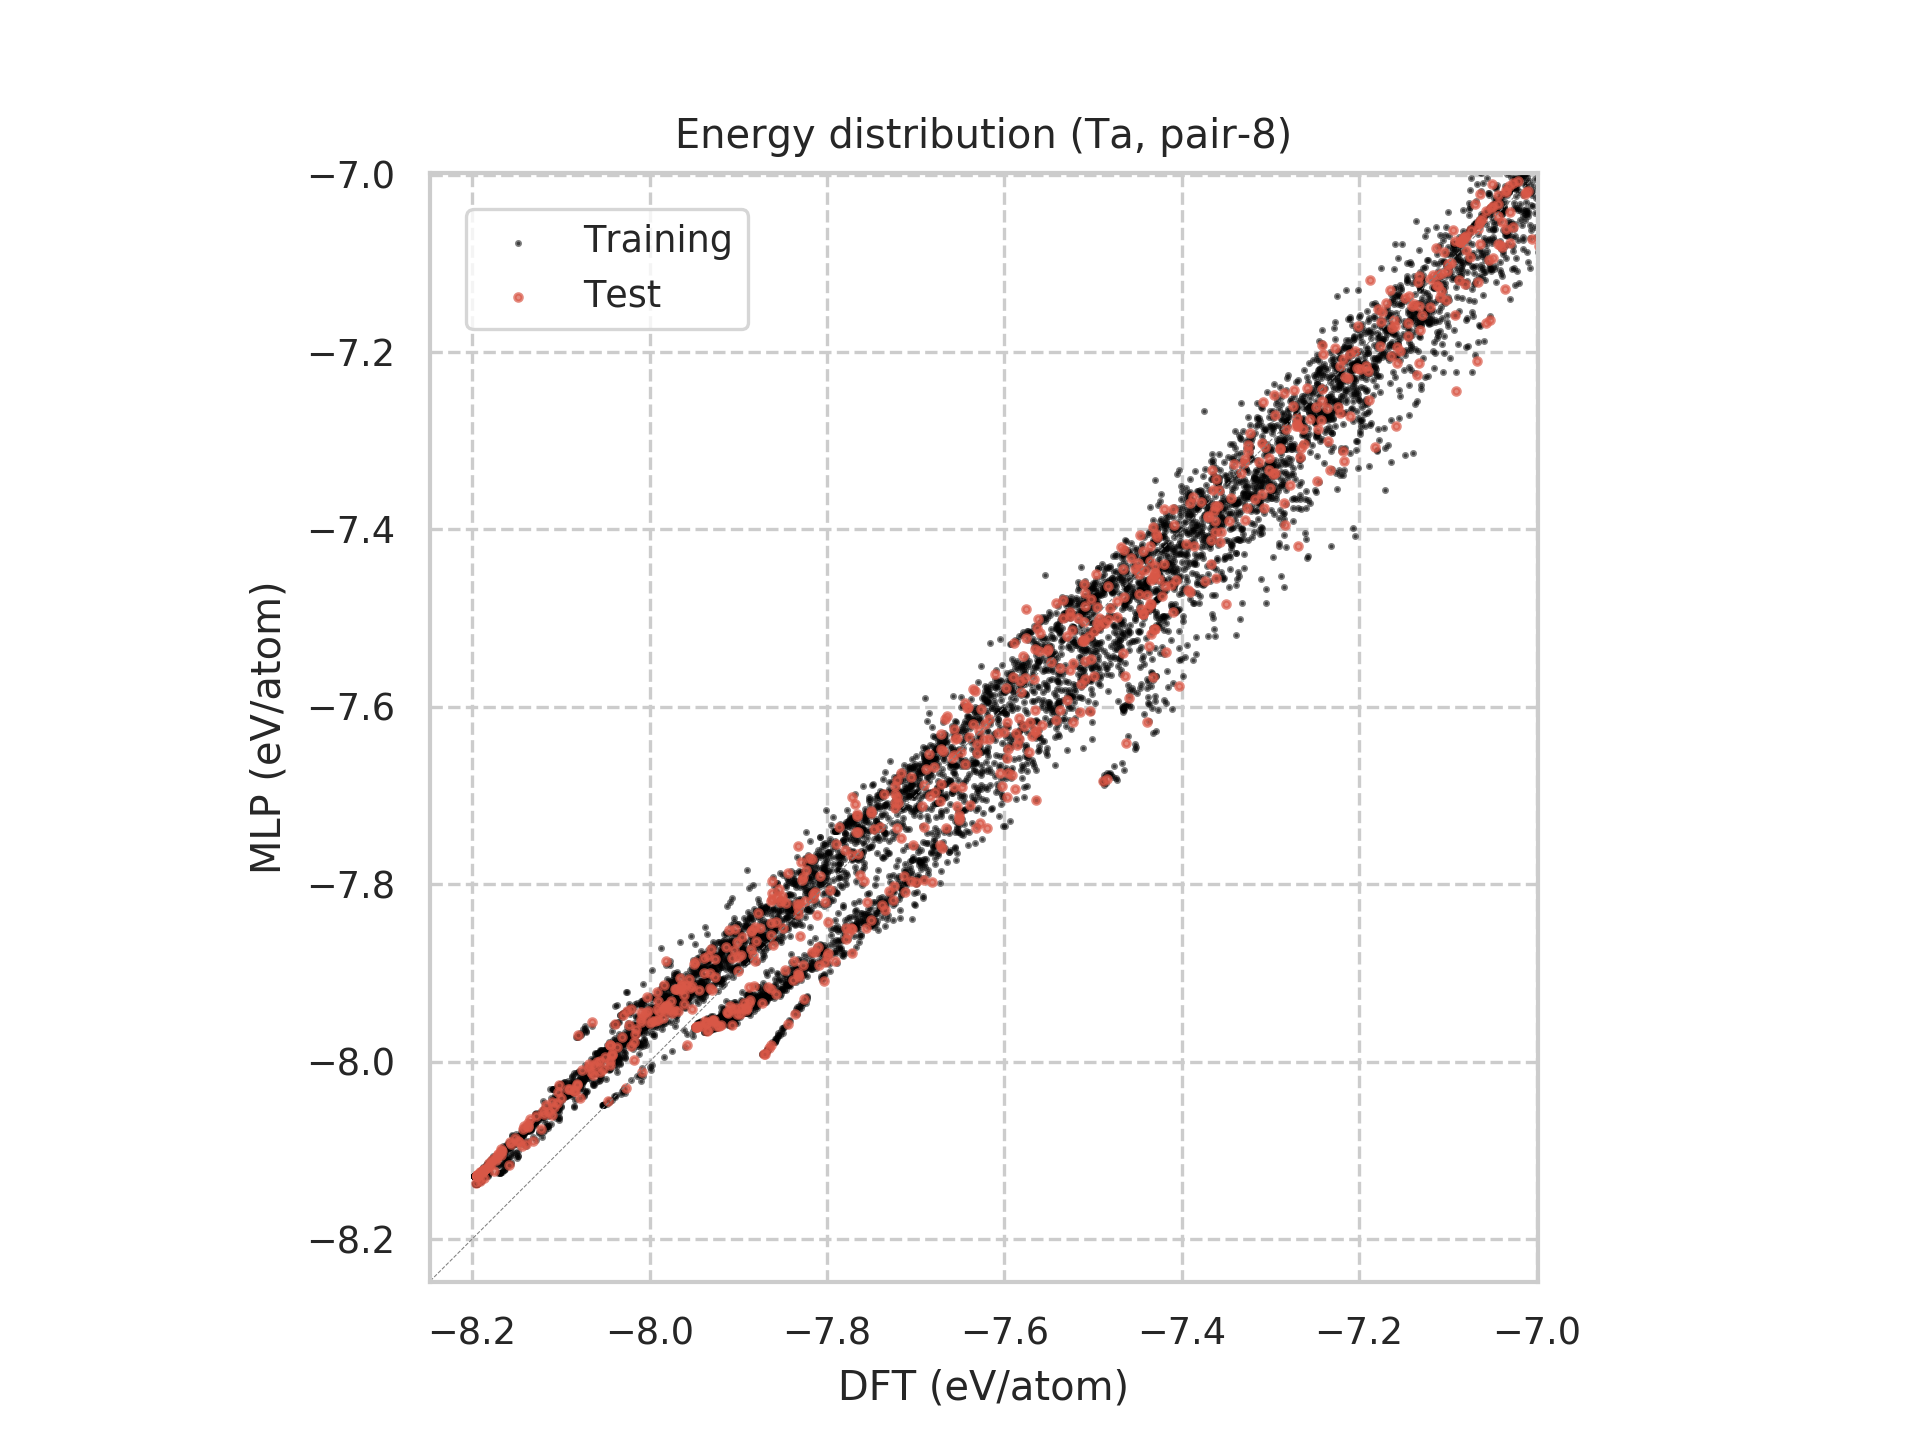 Energy distribution (Ta, pair-8)
−7.0
−7.2
−7.4
−7.6
−7.8
−8.0
−8.2
MLP (eV/atom)
Training
Test
−8.2 −8.0 −7.8 −7.6 −7.4 −7.2 −7.0
DFT (eV/atom)